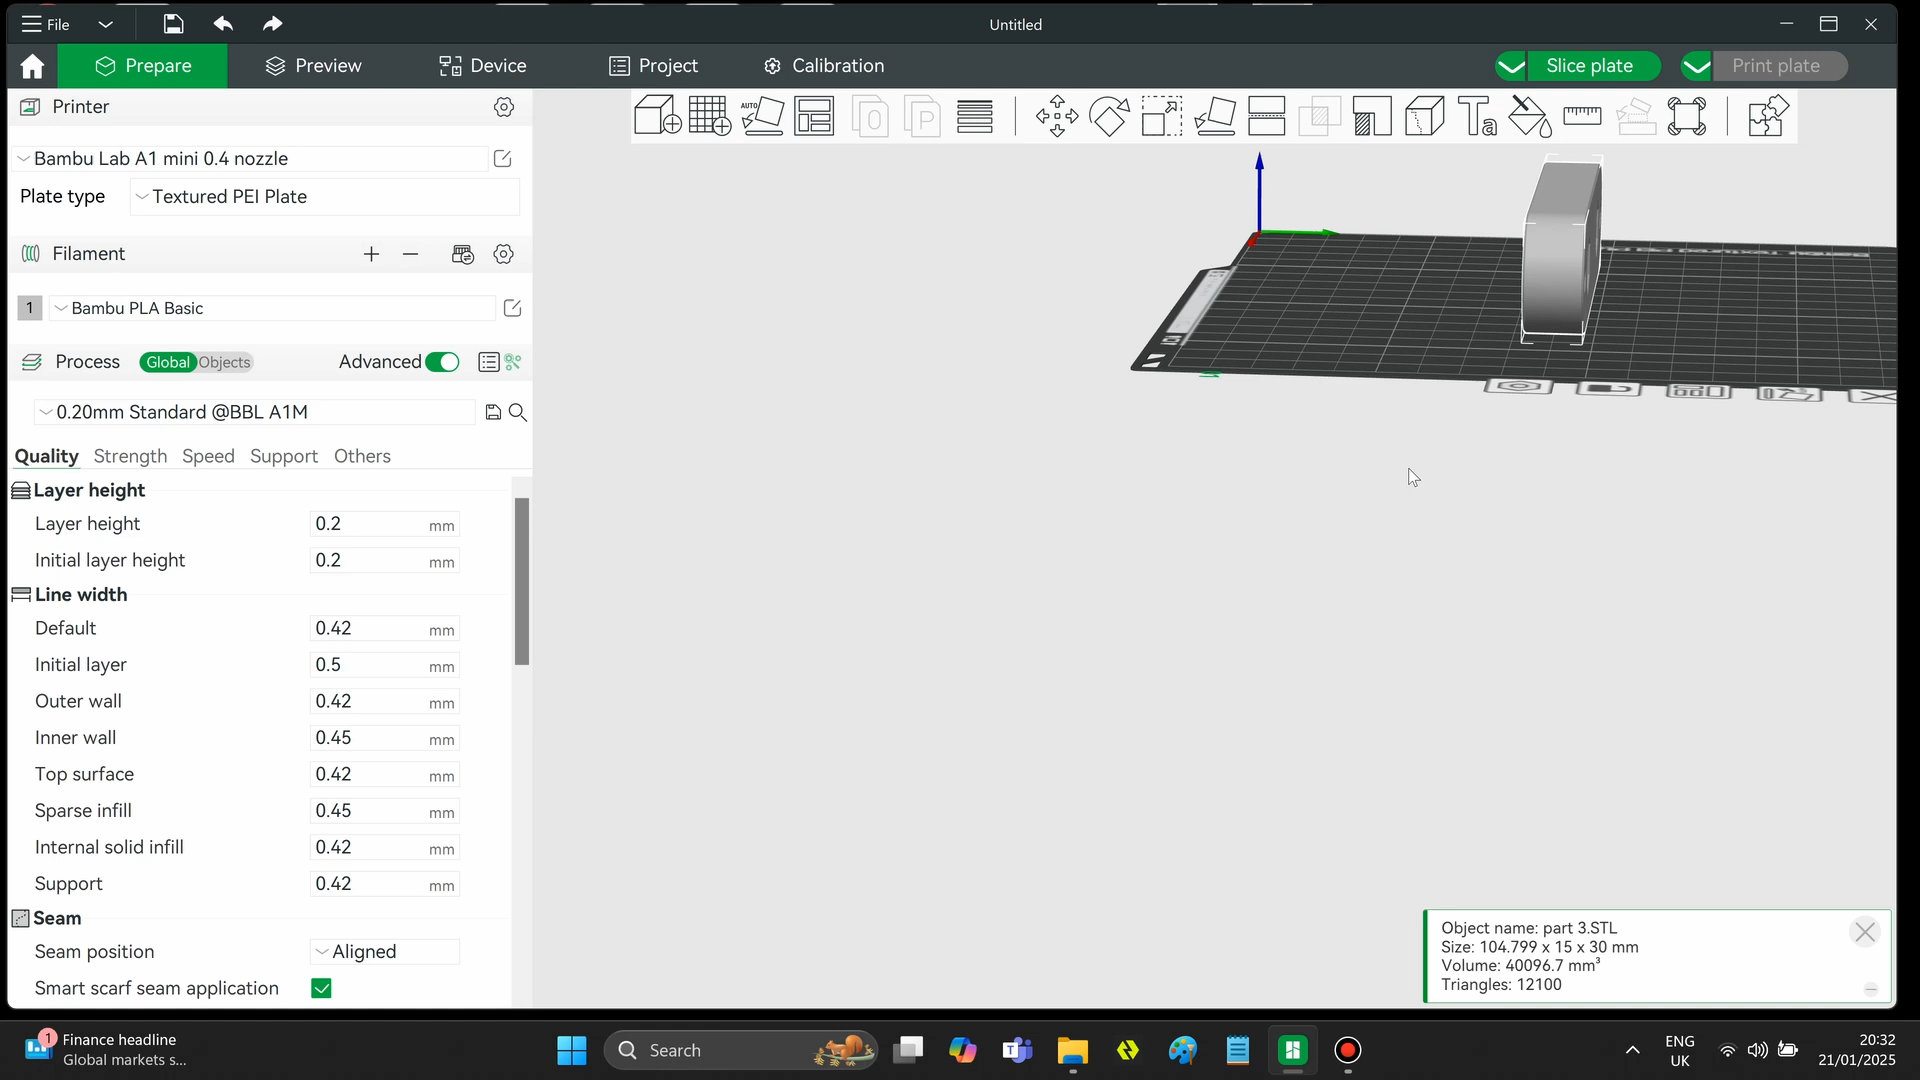 File
Untitled
Prepare
Preview
Device
Project
Calibration
Slice plate
Print plate
Printer
AUTO
Bambu Lab A1 mini 0.4 nozzle
Plate type
Textured PEI Plate
Filament
1
Bambu PLA Basic
Process
Global
Objects
Advanced
0.20mm Standard @BBL A1M
Quality
Strength
Speed
Support
Others
Layer height
Layer height 0.2 mm
Initial layer height 0.2 mm
Line width
Default 0.42 mm
Initial layer 0.5 mm
Outer wall 0.42 mm
Inner wall 0.45 mm
Top surface 0.42 mm
Sparse infill 0.45 mm
Internal solid infill 0.42 mm
Support 0.42 mm
Seam
Seam position Aligned
Smart scarf seam application
Object name: part 3.STL
Size: 104.799 x 15 x 30 mm
Volume: 40096.7 mm³
Triangles: 12100
1
Finance headline
Global markets s...
Search
ENG
UK
20:32
21/01/2025